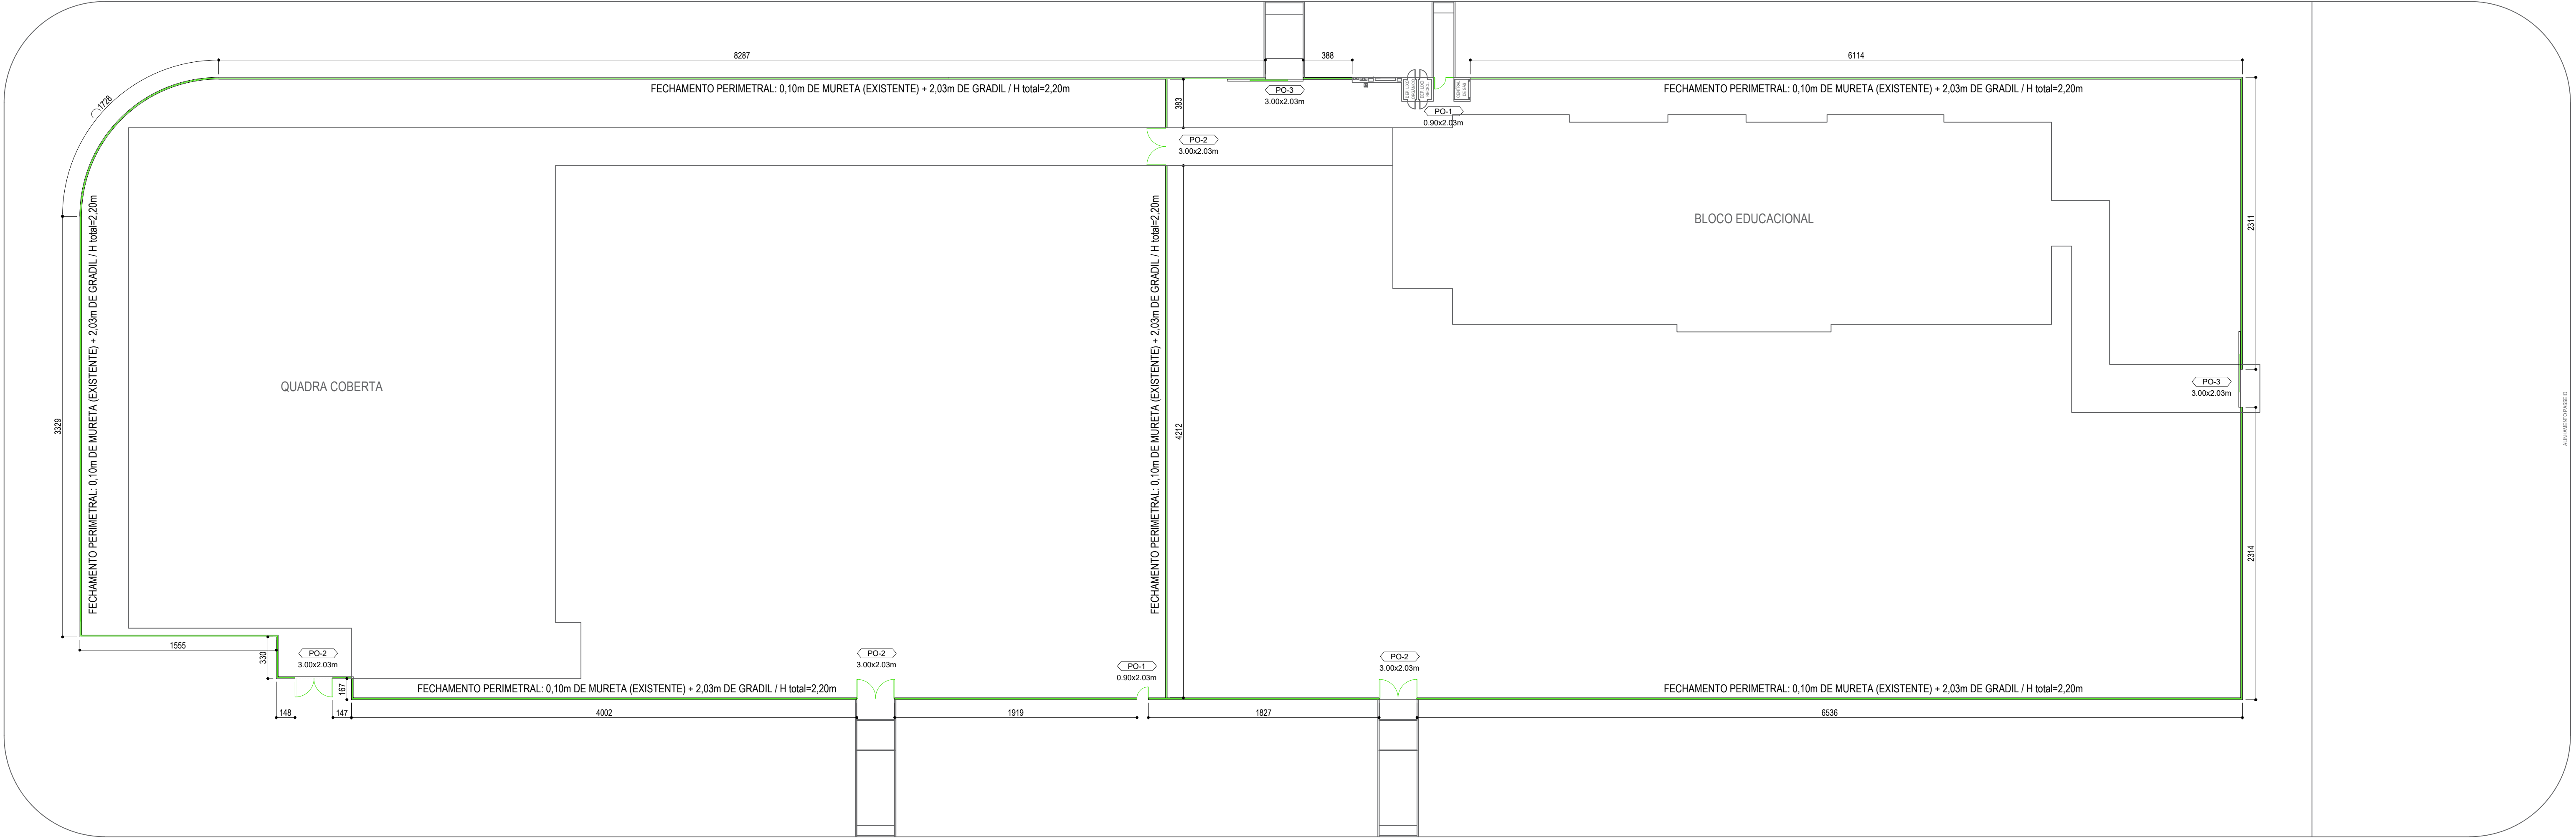 8287
388
6114
FECHAMENTO PERIMETRAL: 0,10m DE MURETA (EXISTENTE) + 2,03m DE GRADIL / H total=2,20m
PO-3
3.00x2.03m
FECHAMENTO PERIMETRAL: 0,10m DE MURETA (EXISTENTE) + 2,03m DE GRADIL / H total=2,20m
1728
383
PO-1
0.90x2.03m
CENTRAL
DE GÁS
PO-2
3.00x2.03m
BLOCO EDUCACIONAL
2311
FECHAMENTO PERIMETRAL: 0,10m DE MURETA (EXISTENTE) + 2,03m DE GRADIL / H total=2,20m
FECHAMENTO PERIMETRAL: 0,10m DE MURETA (EXISTENTE) + 2,03m DE GRADIL / H total=2,20m
QUADRA COBERTA
PO-3
3.00x2.03m
3329
4212
ALINHAMENTO PASSEIO
2314
1555
330
PO-2
3.00x2.03m
PO-2
3.00x2.03m
PO-1
0.90x2.03m
PO-2
3.00x2.03m
167
FECHAMENTO PERIMETRAL: 0,10m DE MURETA (EXISTENTE) + 2,03m DE GRADIL / H total=2,20m
FECHAMENTO PERIMETRAL: 0,10m DE MURETA (EXISTENTE) + 2,03m DE GRADIL / H total=2,20m
148
147
4002
1919
1827
6536